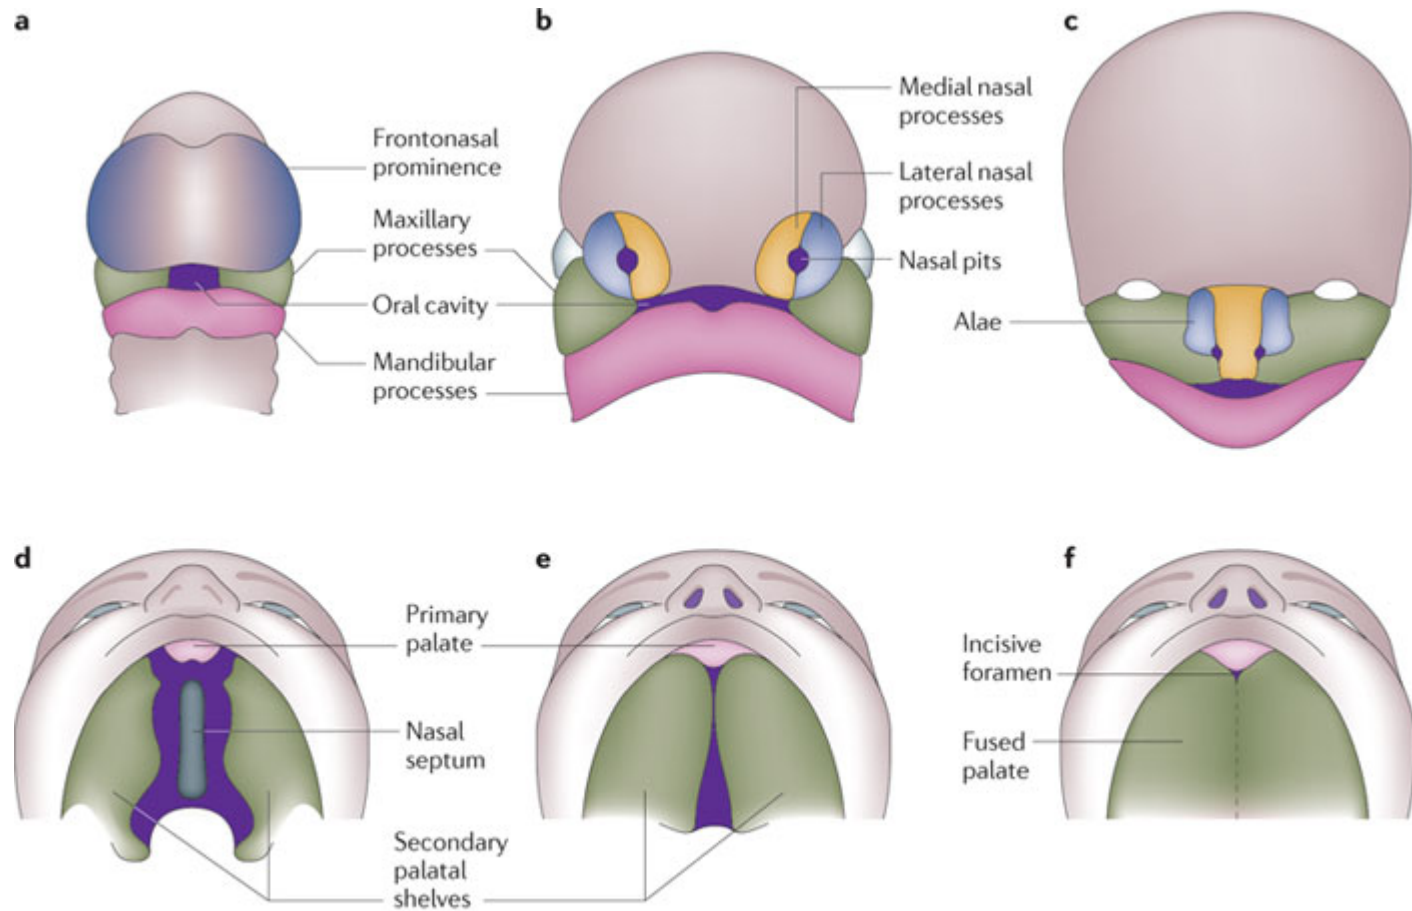 a
b
c
Frontonasal
prominence
Maxillary
processes
Oral cavity
Mandibular
processes
Medial nasal
processes
Lateral nasal
processes
Nasal pits
Alae
d
e
f
Primary
palate
Nasal
septum
Secondary
palatal
shelves
Incisive
foramen
Fused
palate